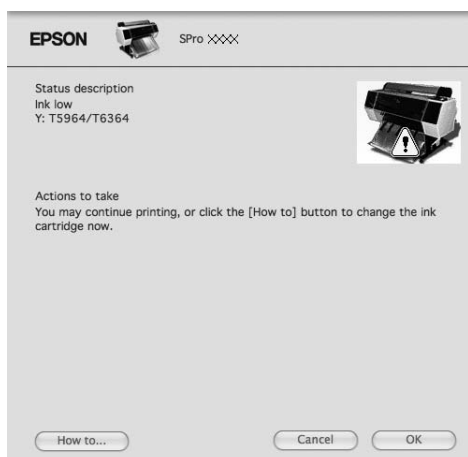 EPSON
SPro XXXX
Status description
Ink low
Y: T5964/T6364
Actions to take
You may continue printing, or click the [How to] button to change the ink
cartridge now.
How to...
Cancel
OK